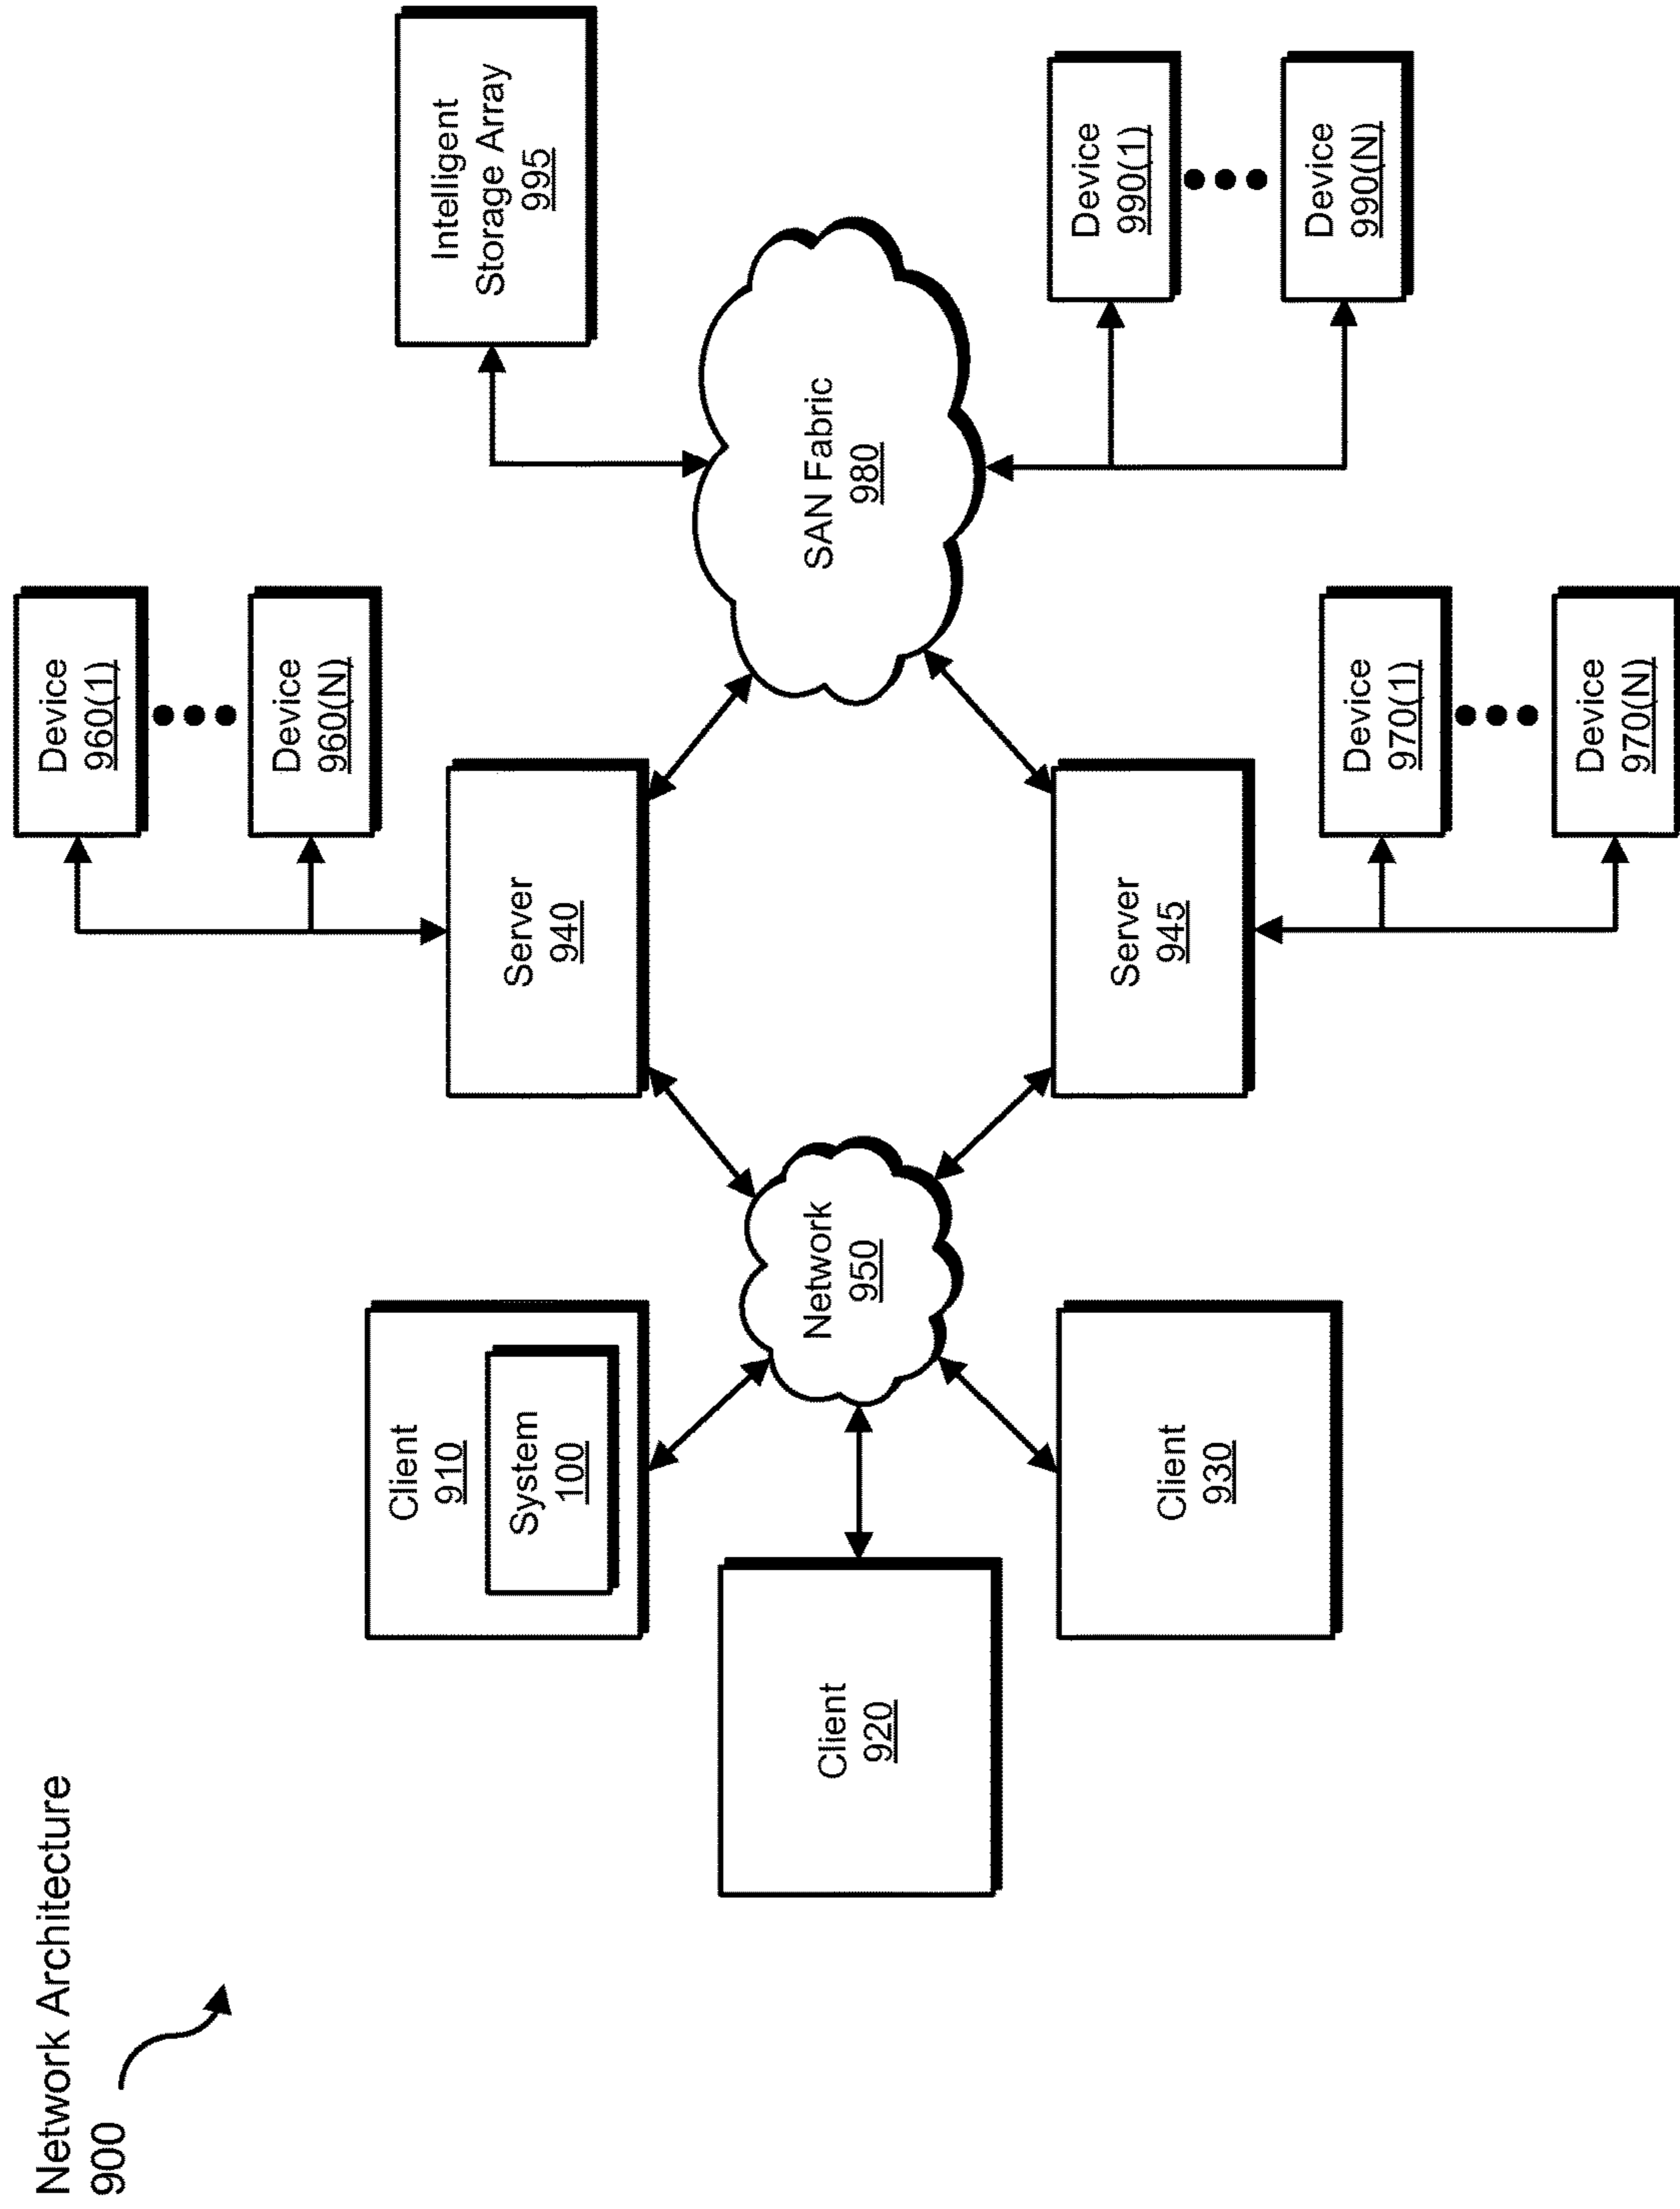 Network Architecture
900
Client
910
System
100
Client
920
Client
930
Network
950
Server
940
Server
945
Device
960(1)
Device
960(N)
Device
970(1)
Device
970(N)
SAN Fabric
980
Intelligent
Storage Array
995
Device
990(1)
Device
990(N)